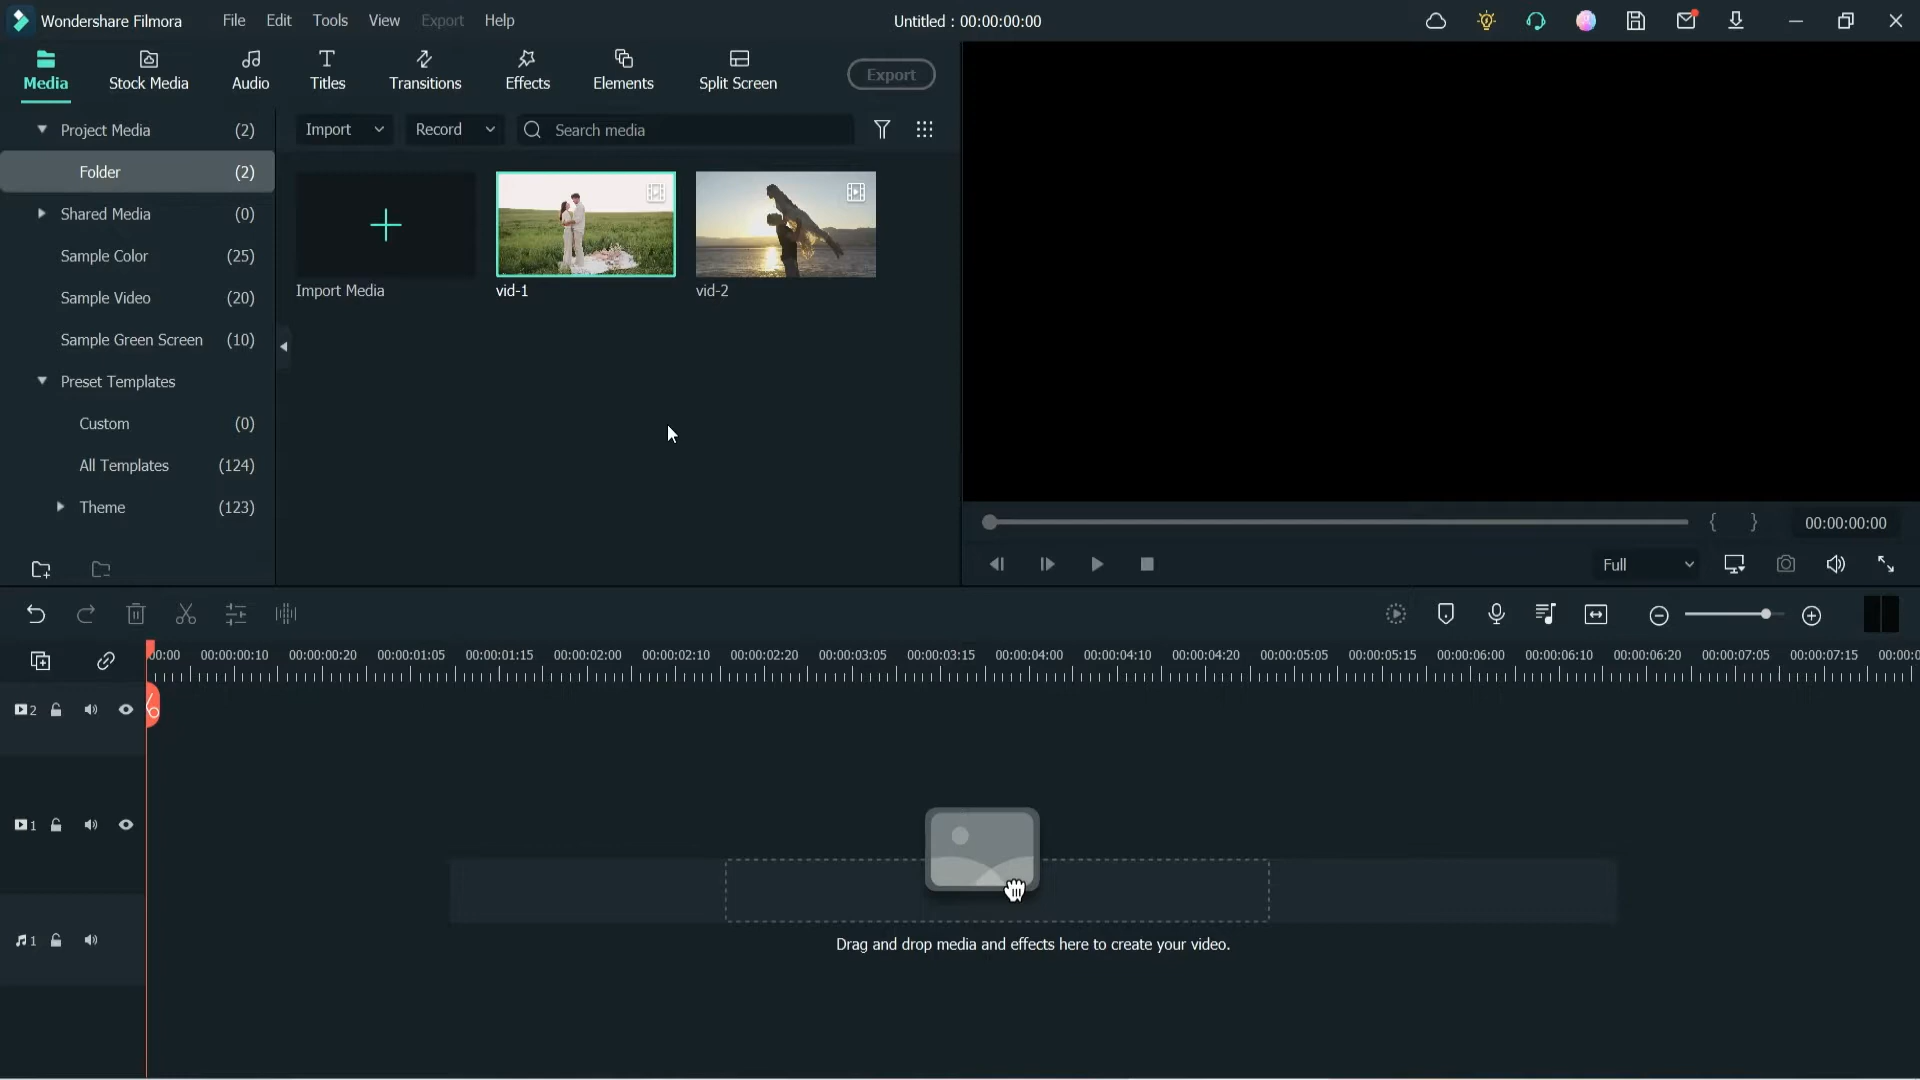 Wondershare Filmora File Edit Tools View Export Help Untitled : 00:00:00:00
Media Stock Media Audio Titles Transitions Effects Elements Split Screen Export
Project Media (2)
Folder (2)
Shared Media (0)
Sample Color (25)
Sample Video (20)
Sample Green Screen (10)
Preset Templates
Custom (0)
All Templates (124)
Theme (123)
Import Record Search media
Import Media vid-1 vid-2
{ } 00:00:00:00
Full
00:00 00:00:00:10 00:00:00:20 00:00:01:05 00:00:01:15 00:00:02:00 00:00:02:10 00:00:02:20 00:00:03:05 00:00:03:15 00:00:04:00 00:00:04:10 00:00:04:20 00:00:05:05 00:00:05:15 00:00:06:00 00:00:06:10 00:00:06:20 00:00:07:05 00:00:07:15 00:00:0
2
1
1
Drag and drop media and effects here to create your video.